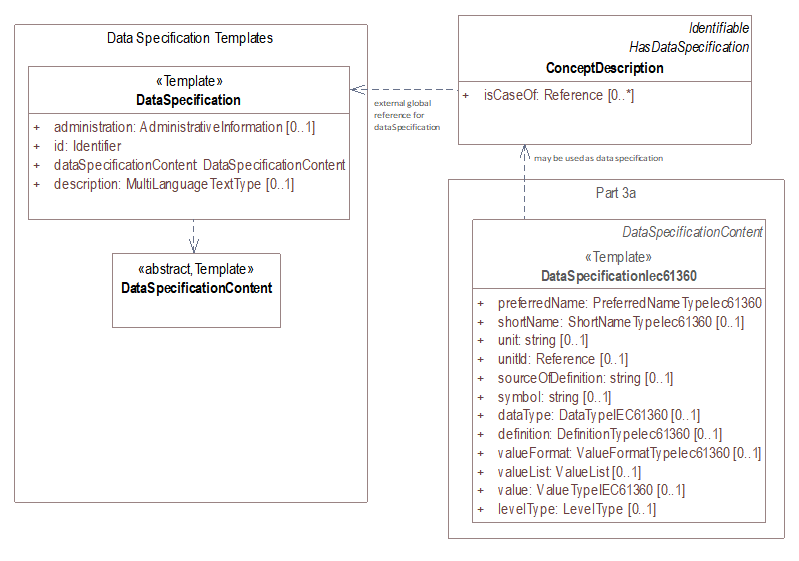 Data Specification Templates
«Template»
DataSpecification
+ administration: AdministrativeInformation [0..1]
+ id: Identifier
+ dataSpecificationContent: DataSpecificationContent
+ description: MultiLanguageTextType [0..1]
«abstract,Template»
DataSpecificationContent
external global
reference for
dataSpecification
Identifiable
HasDataSpecification
ConceptDescription
+ isCaseOf: Reference [0..*]
may be used as data specification
Part 3a
DataSpecificationContent
«Template»
DataSpecificationIec61360
+ preferredName: PreferredNameTypeIec61360
+ shortName: ShortNameTypeIec61360 [0..1]
+ unit: string [0..1]
+ unitId: Reference [0..1]
+ sourceOfDefinition: string [0..1]
+ symbol: string [0..1]
+ dataType: DataTypeIEC61360 [0..1]
+ definition: DefinitionTypeIec61360 [0..1]
+ valueFormat: ValueFormatTypeIec61360 [0..1]
+ valueList: ValueList [0..1]
+ value: ValueTypeIEC61360 [0..1]
+ levelType: LevelType [0..1]